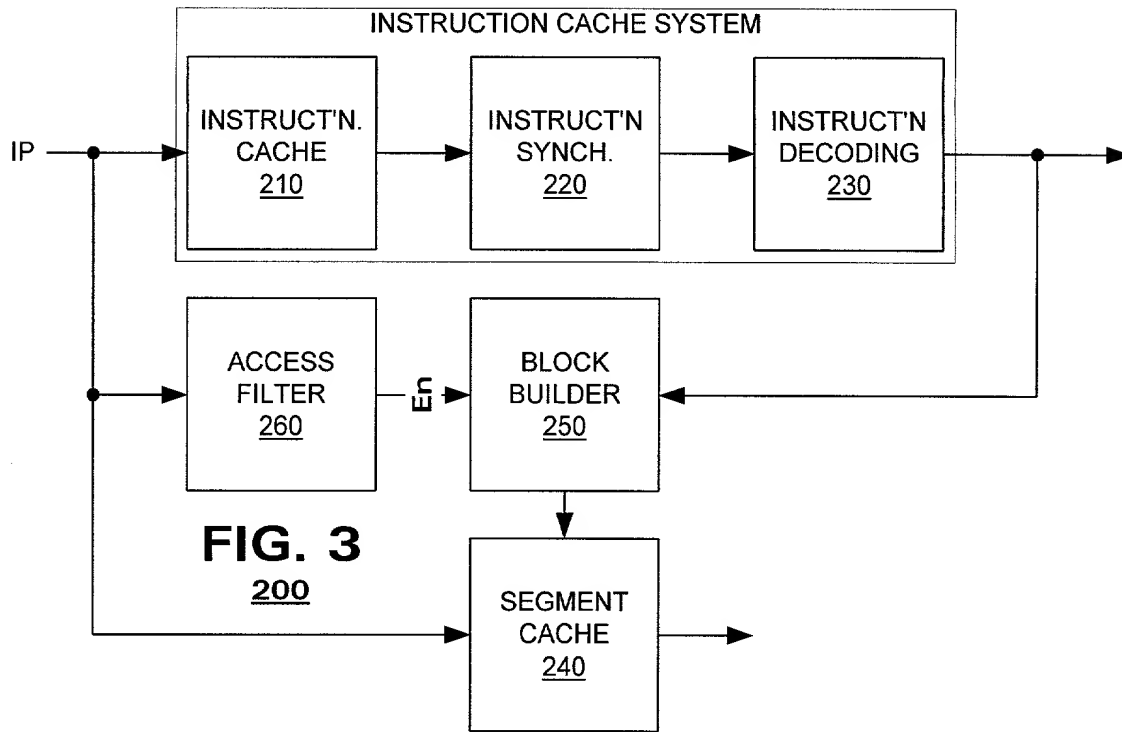 INSTRUCTION CACHE SYSTEM
IP
INSTRUCT'N.
CACHE
210
INSTRUCT'N
SYNCH.
220
INSTRUCT'N
DECODING
230
ACCESS
FILTER
260
En
BLOCK
BUILDER
250
FIG. 3
200
SEGMENT
CACHE
240